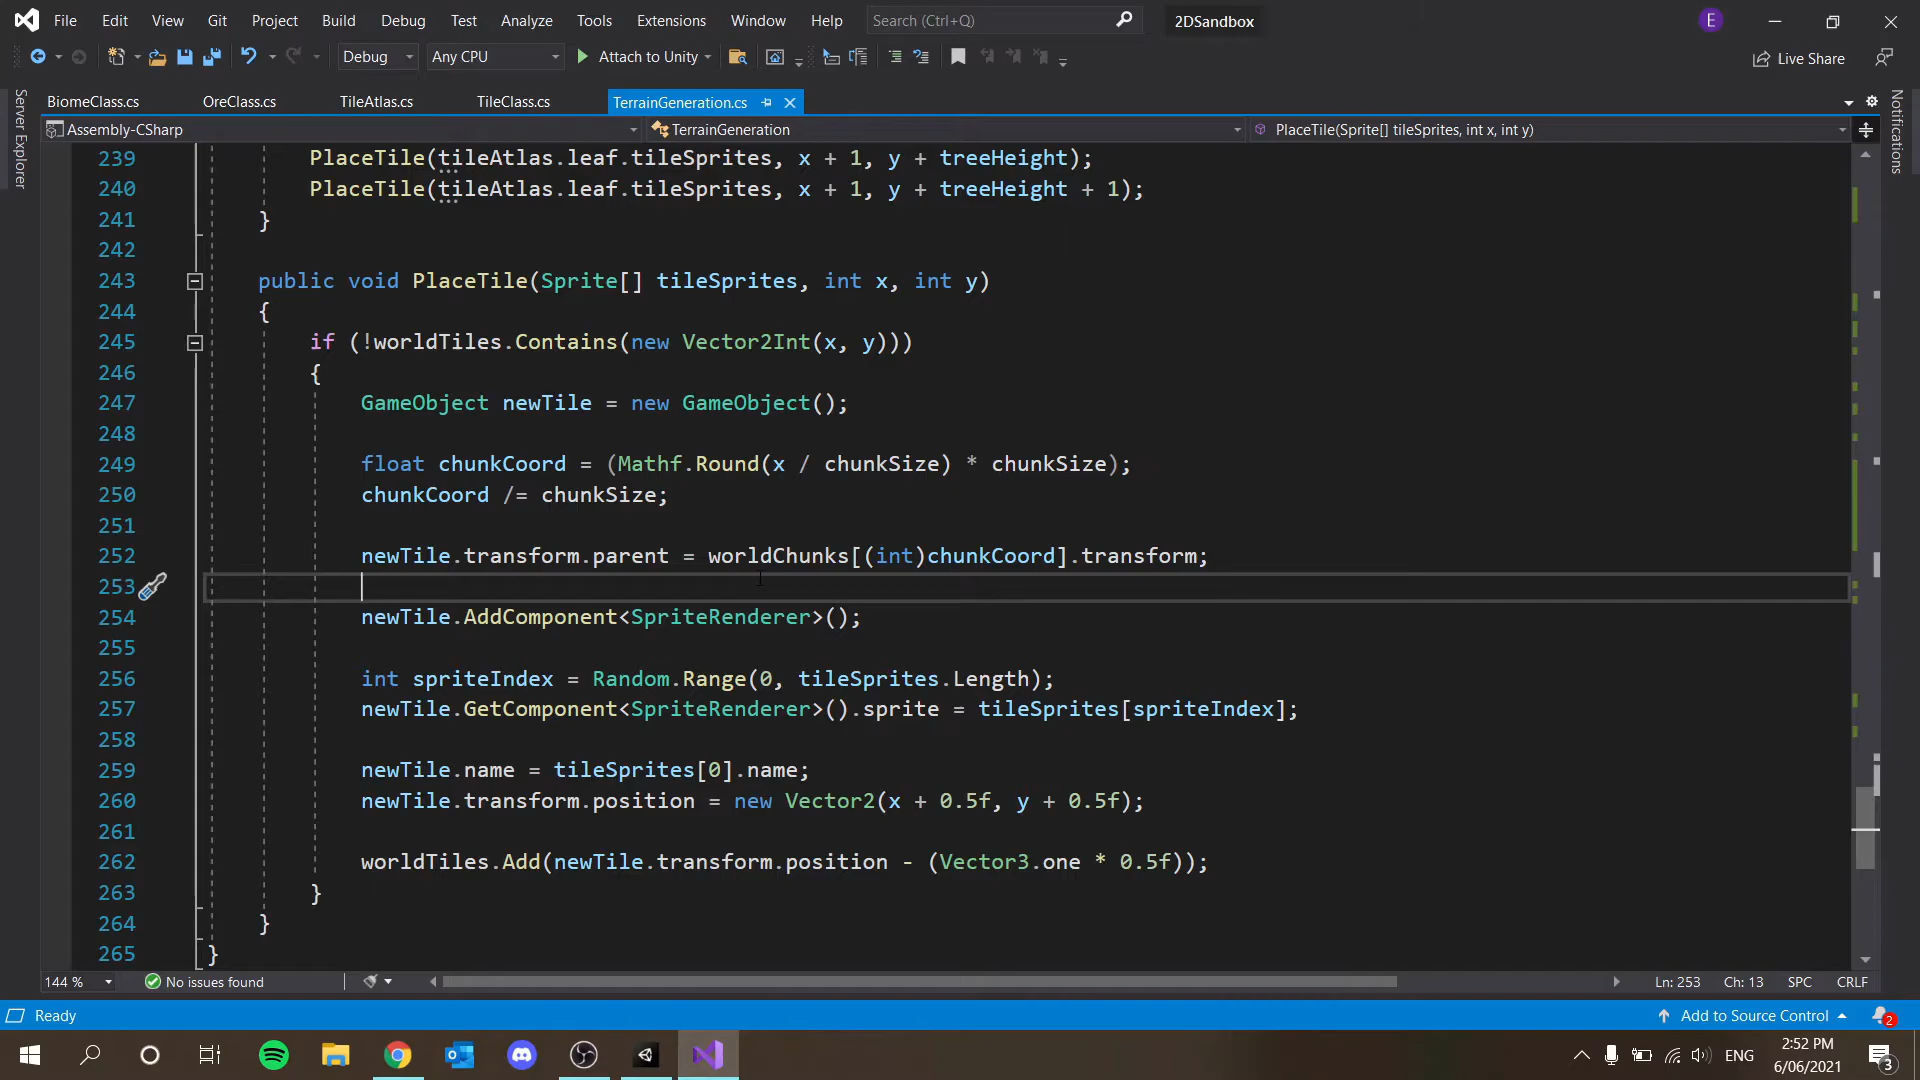 File Edit View Git Project Build Debug Test Analyze Tools Extensions Window Help Search (Ctrl+Q) 2DSandbox E
Debug Any CPU Attach to Unity Live Share
BiomeClass.cs OreClass.cs TileAtlas.cs TileClass.cs TerrainGeneration.cs
Server Explorer
Notifications
Assembly-CSharp TerrainGeneration PlaceTile(Sprite[] tileSprites, int x, int y)
239 PlaceTile(tileAtlas.leaf.tileSprites, x + 1, y + treeHeight);
240 PlaceTile(tileAtlas.leaf.tileSprites, x + 1, y + treeHeight + 1);
241 }
242
243 public void PlaceTile(Sprite[] tileSprites, int x, int y)
244 {
245 if (!worldTiles.Contains(new Vector2Int(x, y)))
246 {
247 GameObject newTile = new GameObject();
248
249 float chunkCoord = (Mathf.Round(x / chunkSize) * chunkSize);
250 chunkCoord /= chunkSize;
251
252 newTile.transform.parent = worldChunks[(int)chunkCoord].transform;
253
254 newTile.AddComponent<SpriteRenderer>();
255
256 int spriteIndex = Random.Range(0, tileSprites.Length);
257 newTile.GetComponent<SpriteRenderer>().sprite = tileSprites[spriteIndex];
258
259 newTile.name = tileSprites[0].name;
260 newTile.transform.position = new Vector2(x + 0.5f, y + 0.5f);
261
262 worldTiles.Add(newTile.transform.position - (Vector3.one * 0.5f));
263 }
264 }
265 }
144 % No issues found Ln: 253 Ch: 13 SPC CRLF
Ready Add to Source Control 2
ENG 2:52 PM 6/06/2021 3